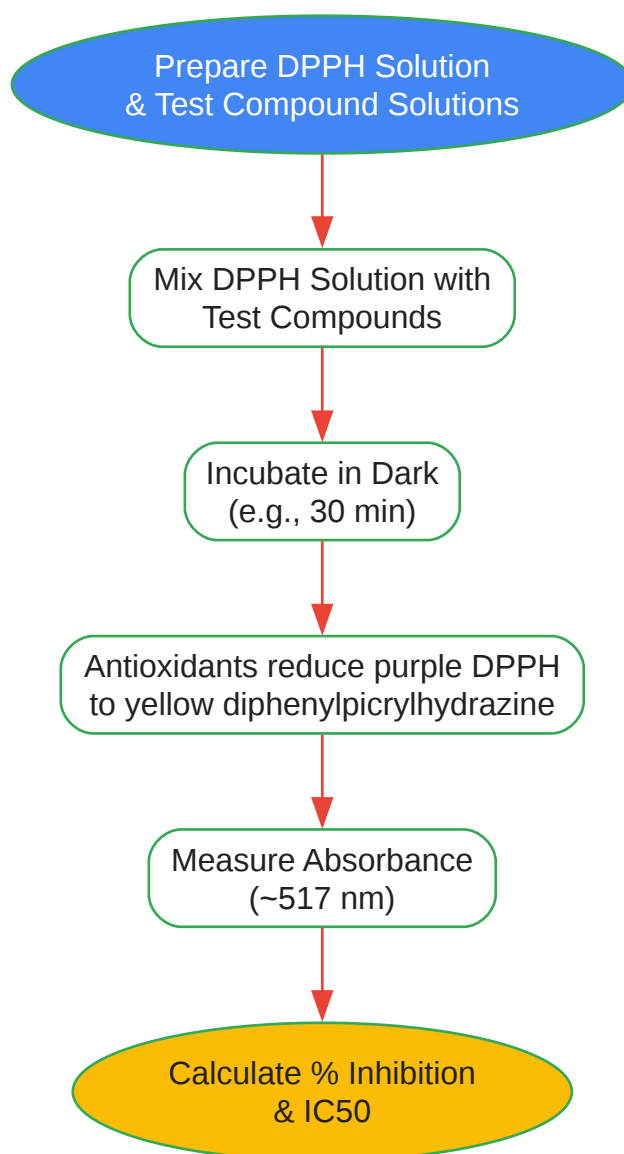 Prepare DPPH Solution
& Test Compound Solutions
Mix DPPH Solution with
Test Compounds
Incubate in Dark
(e.g., 30 min)
Antioxidants reduce purple DPPH
to yellow diphenylpicrylhydrazine
Measure Absorbance
(~517 nm)
Calculate % Inhibition
& IC50